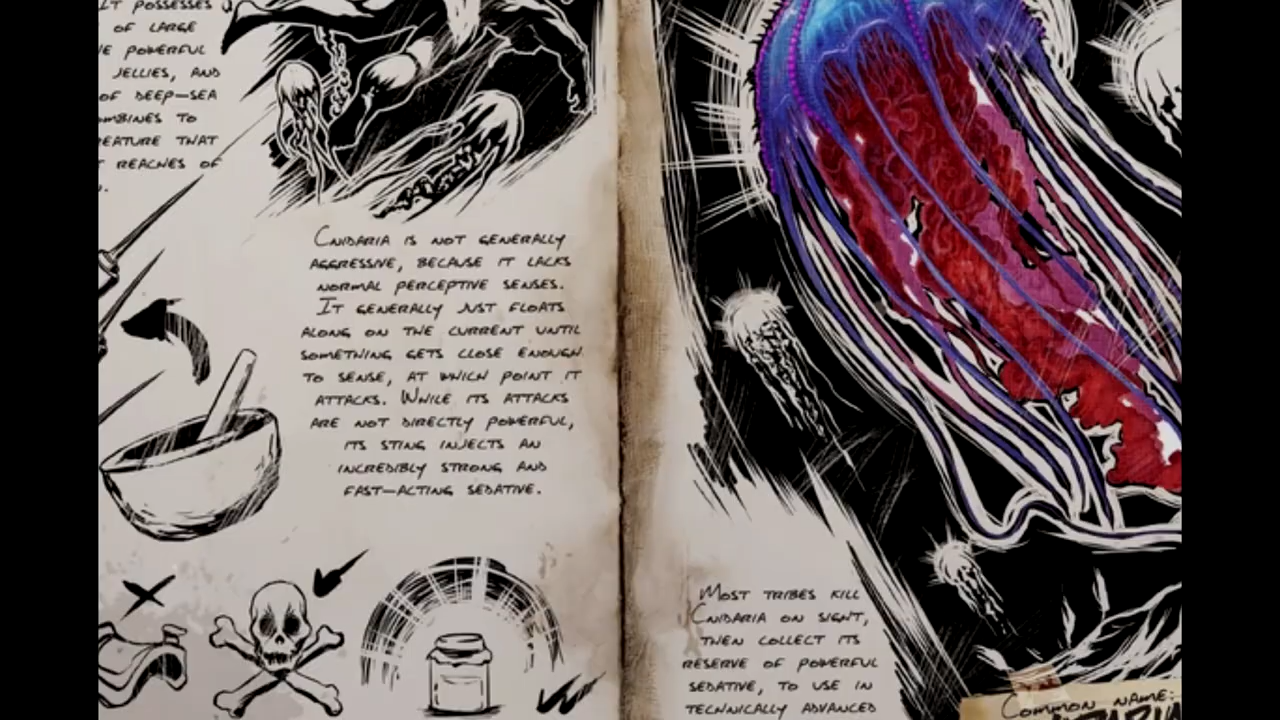 IT POSSESSES
OF LARGE
POWERFUL
JELLIES, AND
OF DEEP-SEA
COMBINES TO
CREATURE THAT
REACHES OF
CNIDARIA IS NOT GENERALLY
AGGRESSIVE, BECAUSE IT LACKS
NORMAL PERCEPTIVE SENSES.
IT GENERALLY JUST FLOATS
ALONG ON THE CURRENT UNTIL
SOMETHING GETS CLOSE ENOUGH
TO SENSE, AT WHICH POINT IT
ATTACKS. WHILE ITS ATTACKS
ARE NOT DIRECTLY POWERFUL,
ITS STING INJECTS AN
INCREDIBLY STRONG AND
FAST-ACTING SEDATIVE.
MOST TRIBES KILL
CNIDARIA ON SIGHT,
THEN COLLECT ITS
RESERVE OF POWERFUL
SEDATIVE, TO USE IN
TECHNICALLY ADVANCED
COMMON NAME: